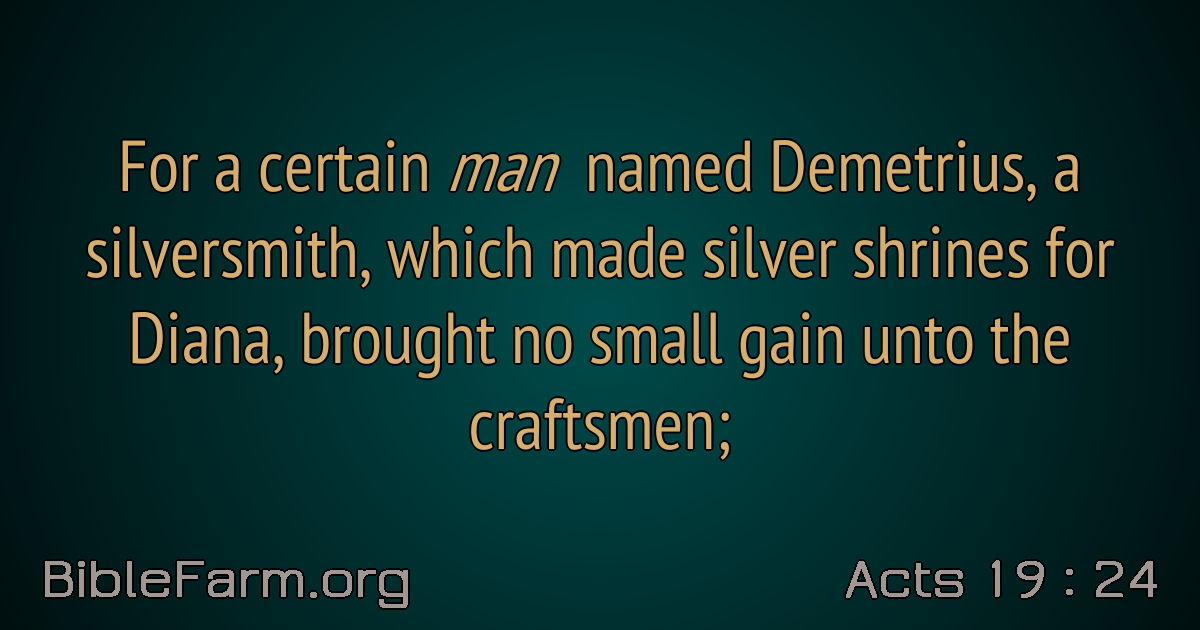 For a certain man named Demetrius, a
silversmith, which made silver shrines for
Diana, brought no small gain unto the
craftsmen;
BibleFarm.org
Acts 19 : 24